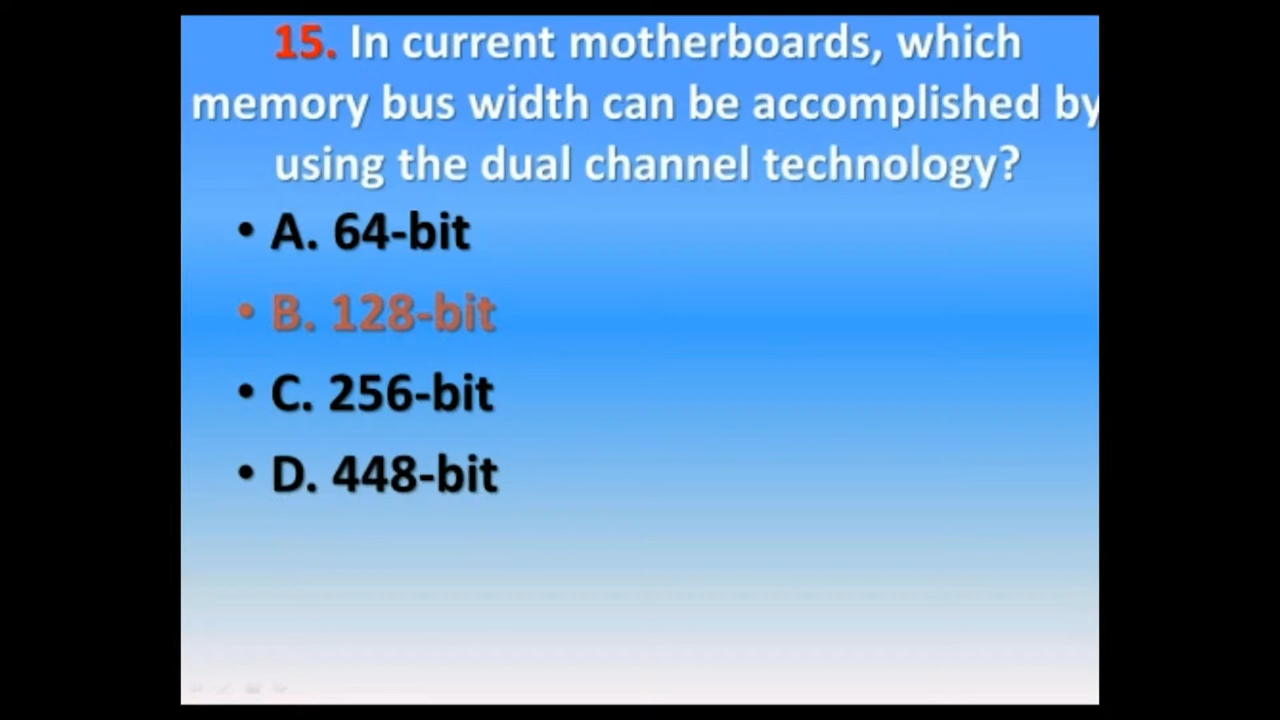 15. In current motherboards, which
memory bus width can be accomplished by
using the dual channel technology?
• A. 64-bit
• B. 128-bit
• C. 256-bit
• D. 448-bit